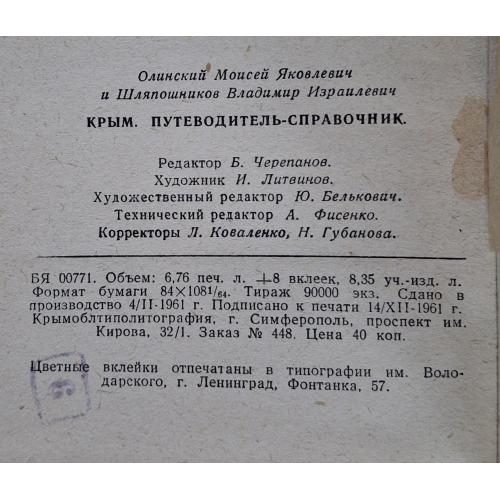 Олинский Моисей Яковлевич
и Шляпошников Владимир Израилевич
КРЫМ. ПУТЕВОДИТЕЛЬ-СПРАВОЧНИК.
Редактор Б. Черепанов.
Художник И. Литвинов.
Художественный редактор Ю. Белькович.
Технический редактор А. Фисенко.
Корректоры Л. Коваленко, Н. Губанова.
БЯ 00771. Объем: 6,76 печ. л. +8 вклеек, 8,35 уч.-изд. л.
Формат бумаги 84×1081/64. Тираж 90000 экз. Сдано в
производство 4/II-1961 г. Подписано к печати 14/XII-1961 г.
Крымоблтиполитография, г. Симферополь, проспект им.
Кирова, 32/1. Заказ № 448. Цена 40 коп.
Цветные вклейки отпечатаны в типографии им. Воло-
дарского, г. Ленинград, Фонтанка, 57.